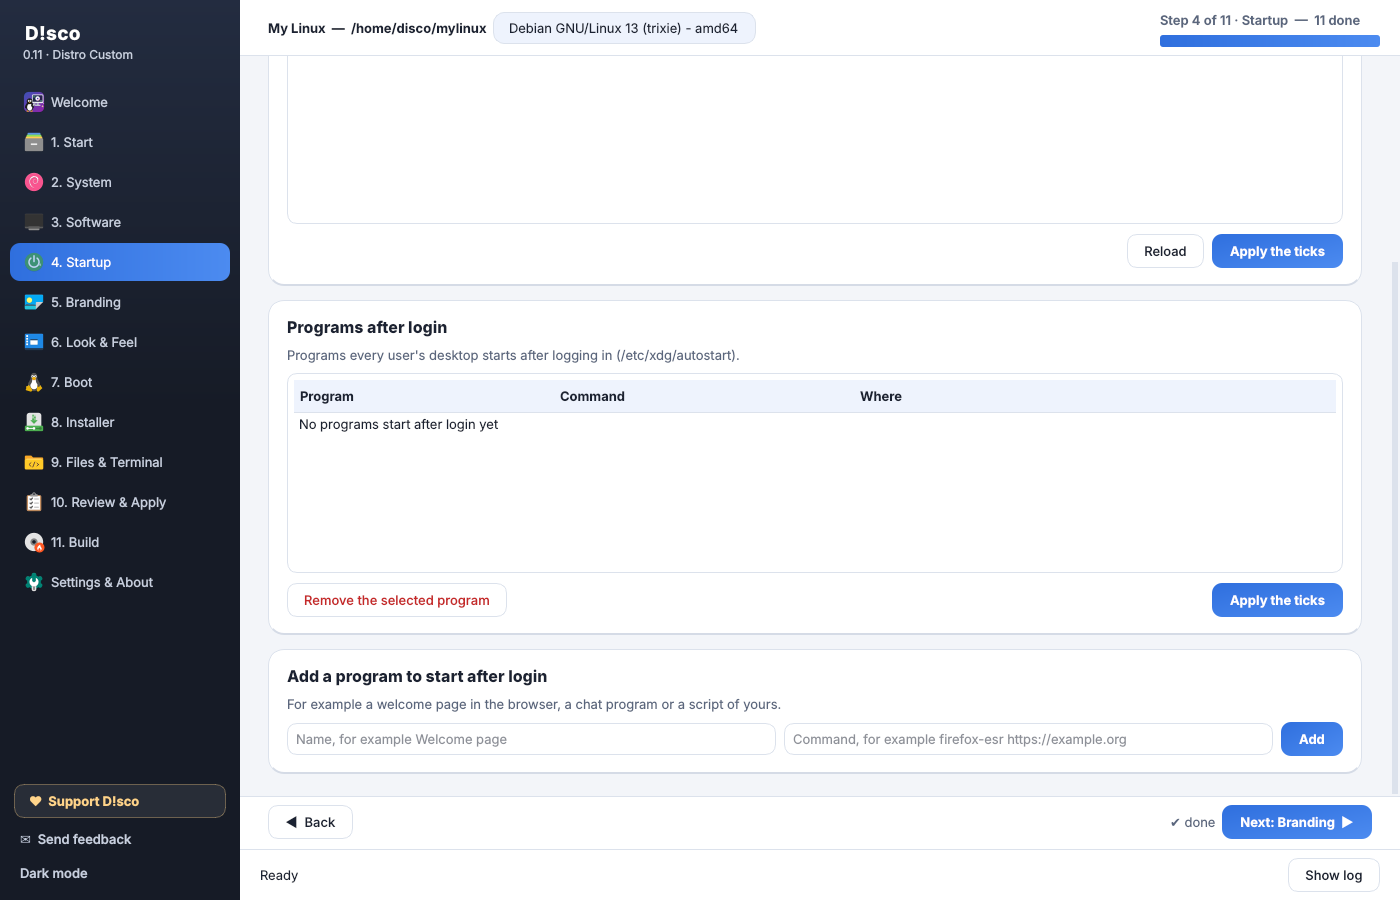 D!sco
0.11 · Distro Custom
Welcome
1. Start
2. System
3. Software
4. Startup
5. Branding
6. Look & Feel
7. Boot
8. Installer
9. Files & Terminal
10. Review & Apply
11. Build
Settings & About
♥ Support D!sco
✉ Send feedback
Dark mode
My Linux — /home/disco/mylinux
Debian GNU/Linux 13 (trixie) - amd64
Step 4 of 11 · Startup — 11 done
Reload
Apply the ticks
Programs after login
Programs every user's desktop starts after logging in (/etc/xdg/autostart).
Program Command Where
No programs start after login yet
Remove the selected program
Apply the ticks
Add a program to start after login
For example a welcome page in the browser, a chat program or a script of yours.
Name, for example Welcome page
Command, for example firefox-esr https://example.org
Add
◀ Back
✔ done
Next: Branding ▶
Ready
Show log